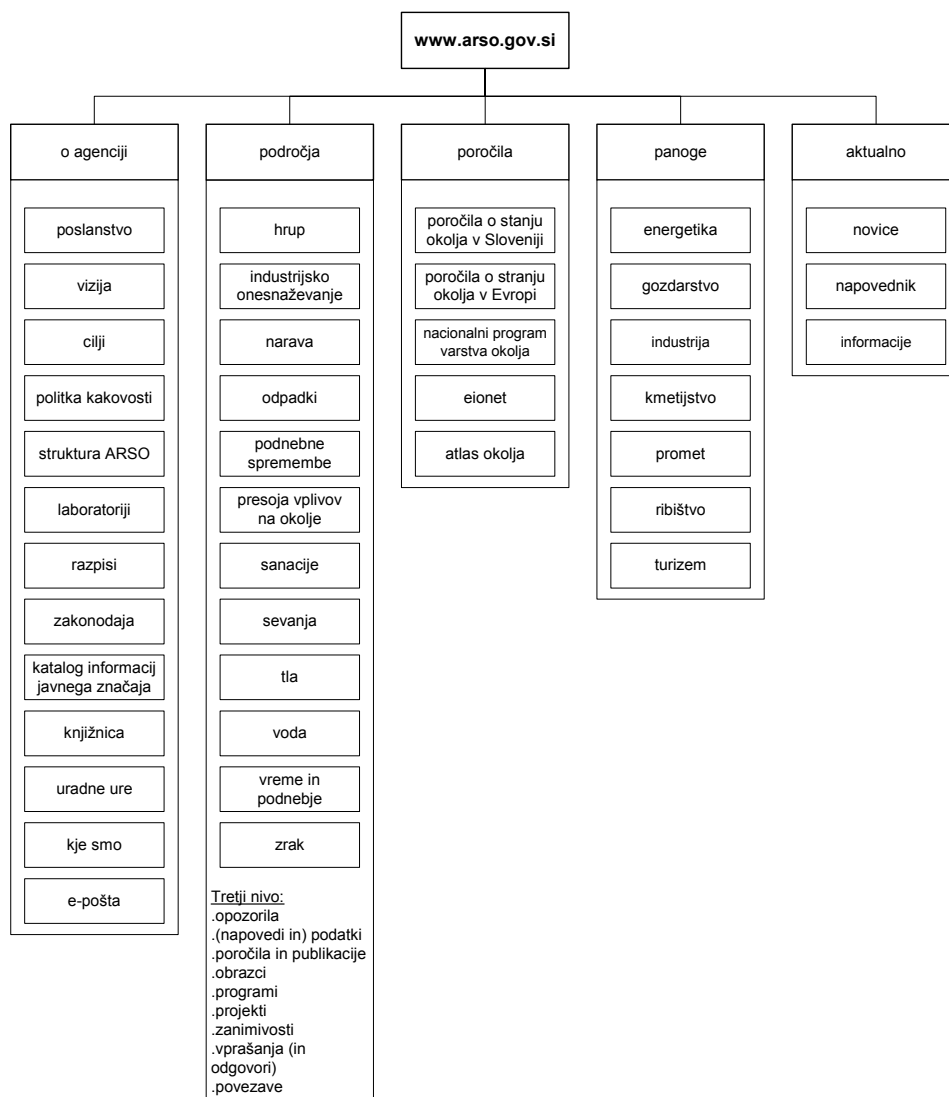 www.arso.gov.si
o agenciji
poslanstvo
vizija
cilji
politka kakovosti
struktura ARSO
laboratoriji
razpisi
zakonodaja
katalog informacij
javnega značaja
knjižnica
uradne ure
kje smo
e-pošta
področja
hrup
industrijsko
onesnaževanje
narava
odpadki
podnebne
spremembe
presoja vplivov
na okolje
sanacije
sevanja
tla
voda
vreme in
podnebje
zrak
Tretji nivo:
.opozorila
.(napovedi in) podatki
.poročila in publikacije
.obrazci
.programi
.projekti
.zanimivosti
.vprašanja (in
odgovori)
.povezave
poročila
poročila o stanju
okolja v Sloveniji
poročila o stranju
okolja v Evropi
nacionalni program
varstva okolja
eionet
atlas okolja
panoge
energetika
gozdarstvo
industrija
kmetijstvo
promet
ribištvo
turizem
aktualno
novice
napovednik
informacije